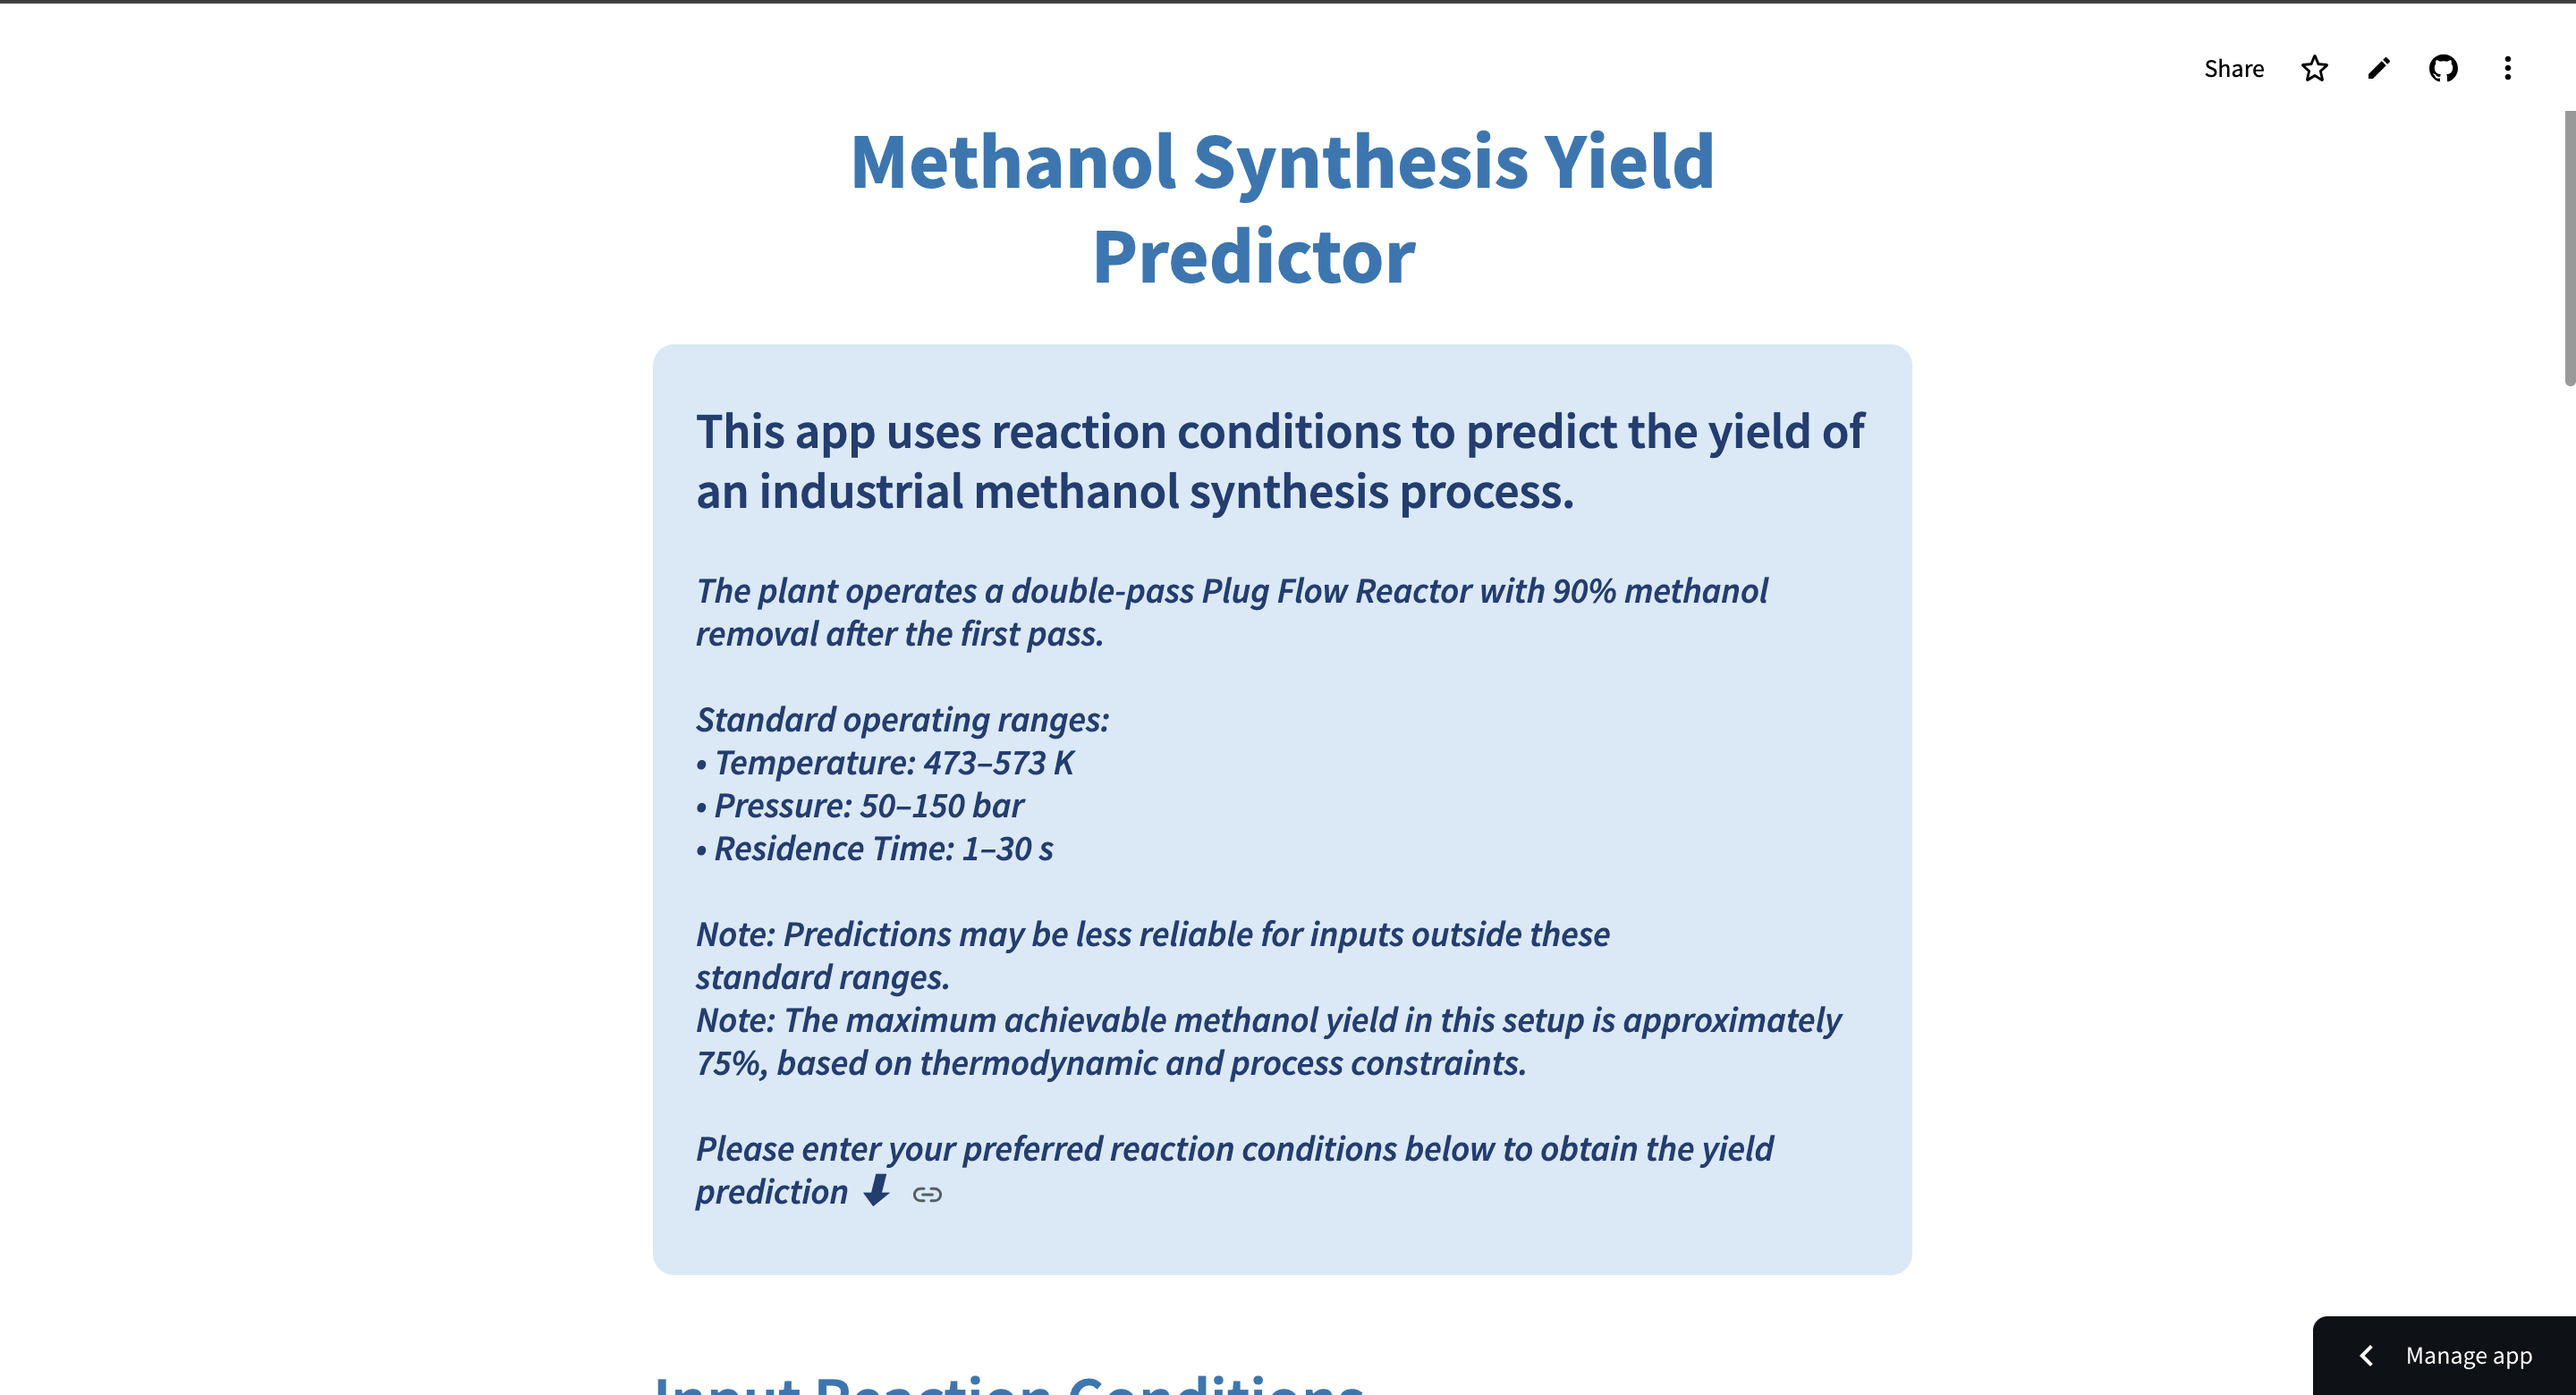 Share
Methanol Synthesis Yield
Predictor
This app uses reaction conditions to predict the yield of
an industrial methanol synthesis process.
The plant operates a double-pass Plug Flow Reactor with 90% methanol
removal after the first pass.
Standard operating ranges:
• Temperature: 473–573 K
• Pressure: 50–150 bar
• Residence Time: 1–30 s
Note: Predictions may be less reliable for inputs outside these
standard ranges.
Note: The maximum achievable methanol yield in this setup is approximately
75%, based on thermodynamic and process constraints.
Please enter your preferred reaction conditions below to obtain the yield
prediction
Input Reaction Conditions
Manage app